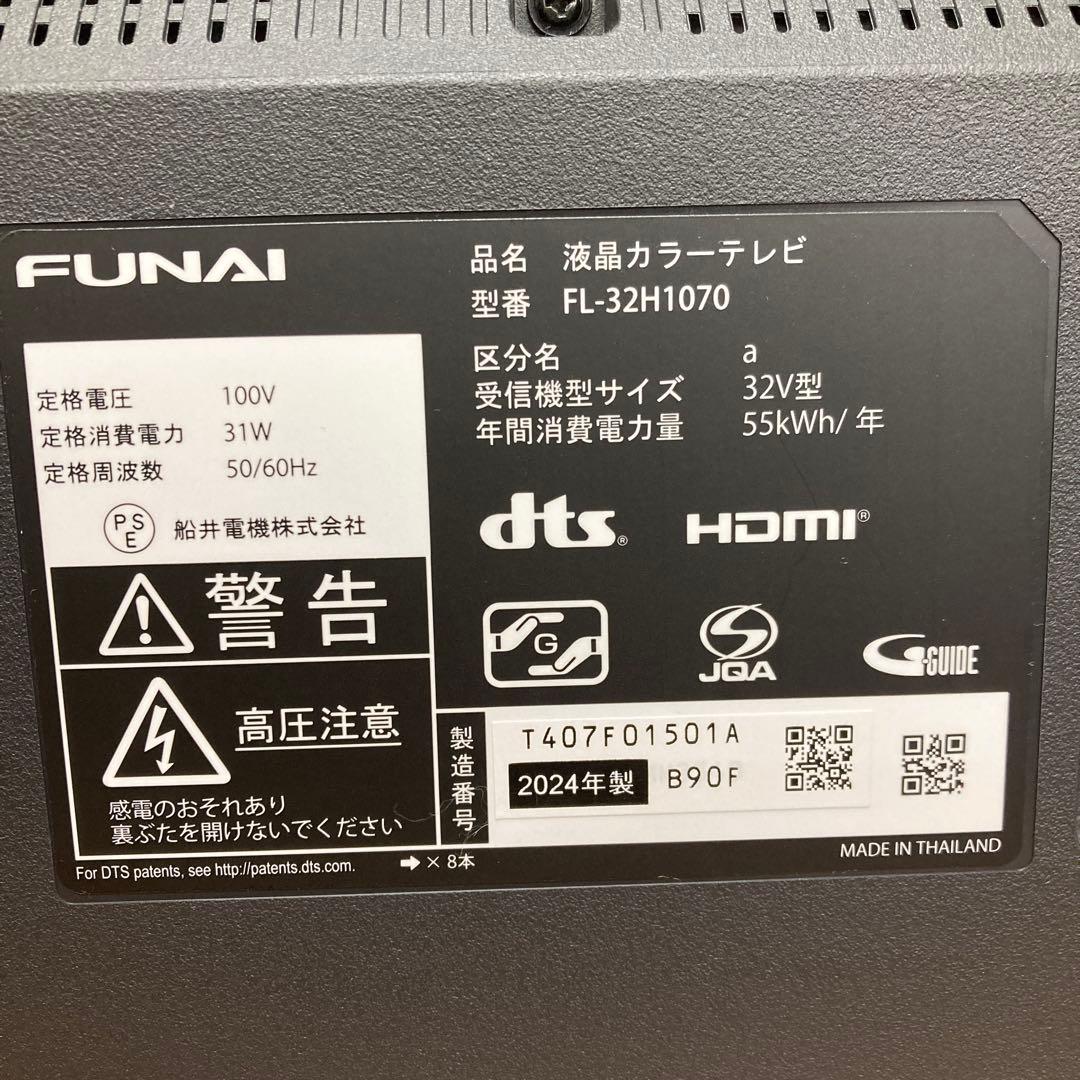 FUNAI
品名 液晶カラーテレビ
型番 FL-32H1070
区分名 a
受信機型サイズ 32V型
年間消費電力量 55kWh/年
定格電圧 100V
定格消費電力 31W
定格周波数 50/60Hz
PSE 船井電機株式会社
dts® HDMI®
警告
G JQA G-GUIDE
高圧注意
感電のおそれあり
裏ぶたを開けないでください
製造番号
T407F01501A
2024年製 B90F
For DTS patents, see http://patents.dts.com. ➡ × 8本
MADE IN THAILAND